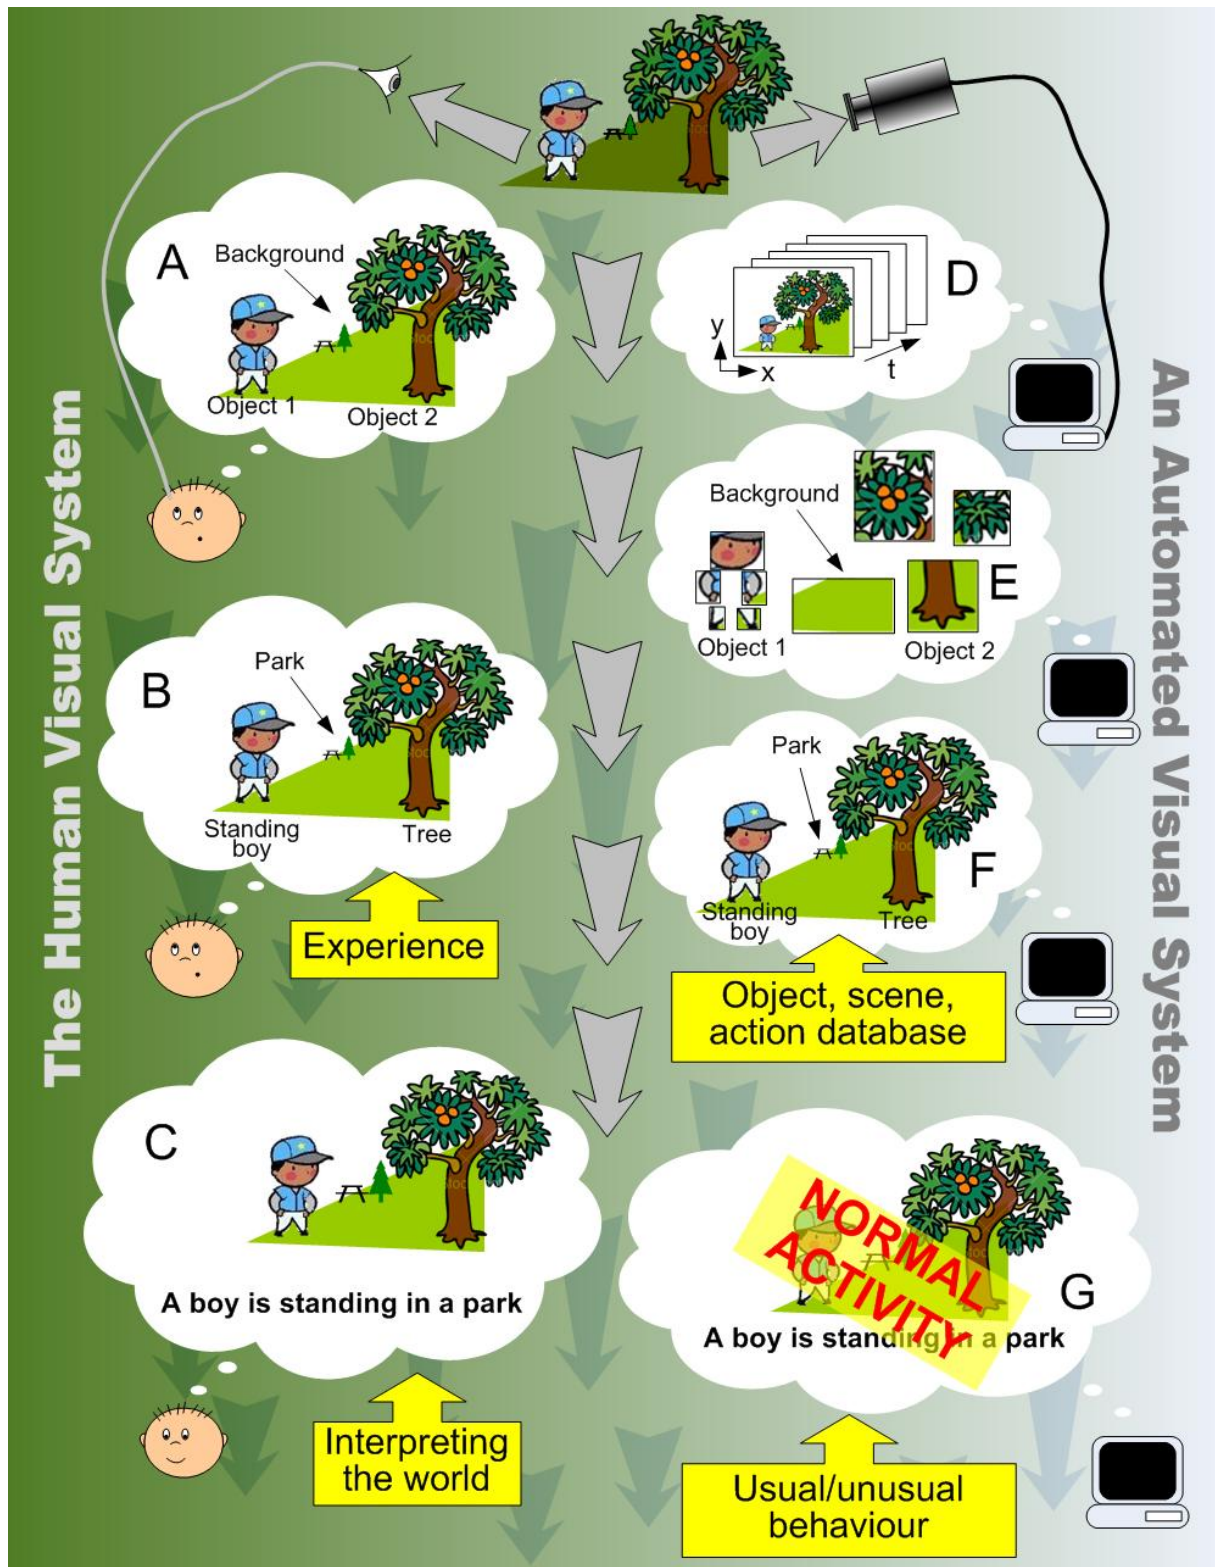 The Human Visual System
An Automated Visual System
A
Background
Object 1
Object 2
D
y
x
t
Background
E
Object 1
Object 2
B
Park
Standing
boy
Tree
Experience
Park
F
Standing
boy
Tree
Object, scene,
action database
C
A boy is standing in a park
Interpreting
the world
NORMAL
ACTIVITY
G
A boy is standing in a park
Usual/unusual
behaviour